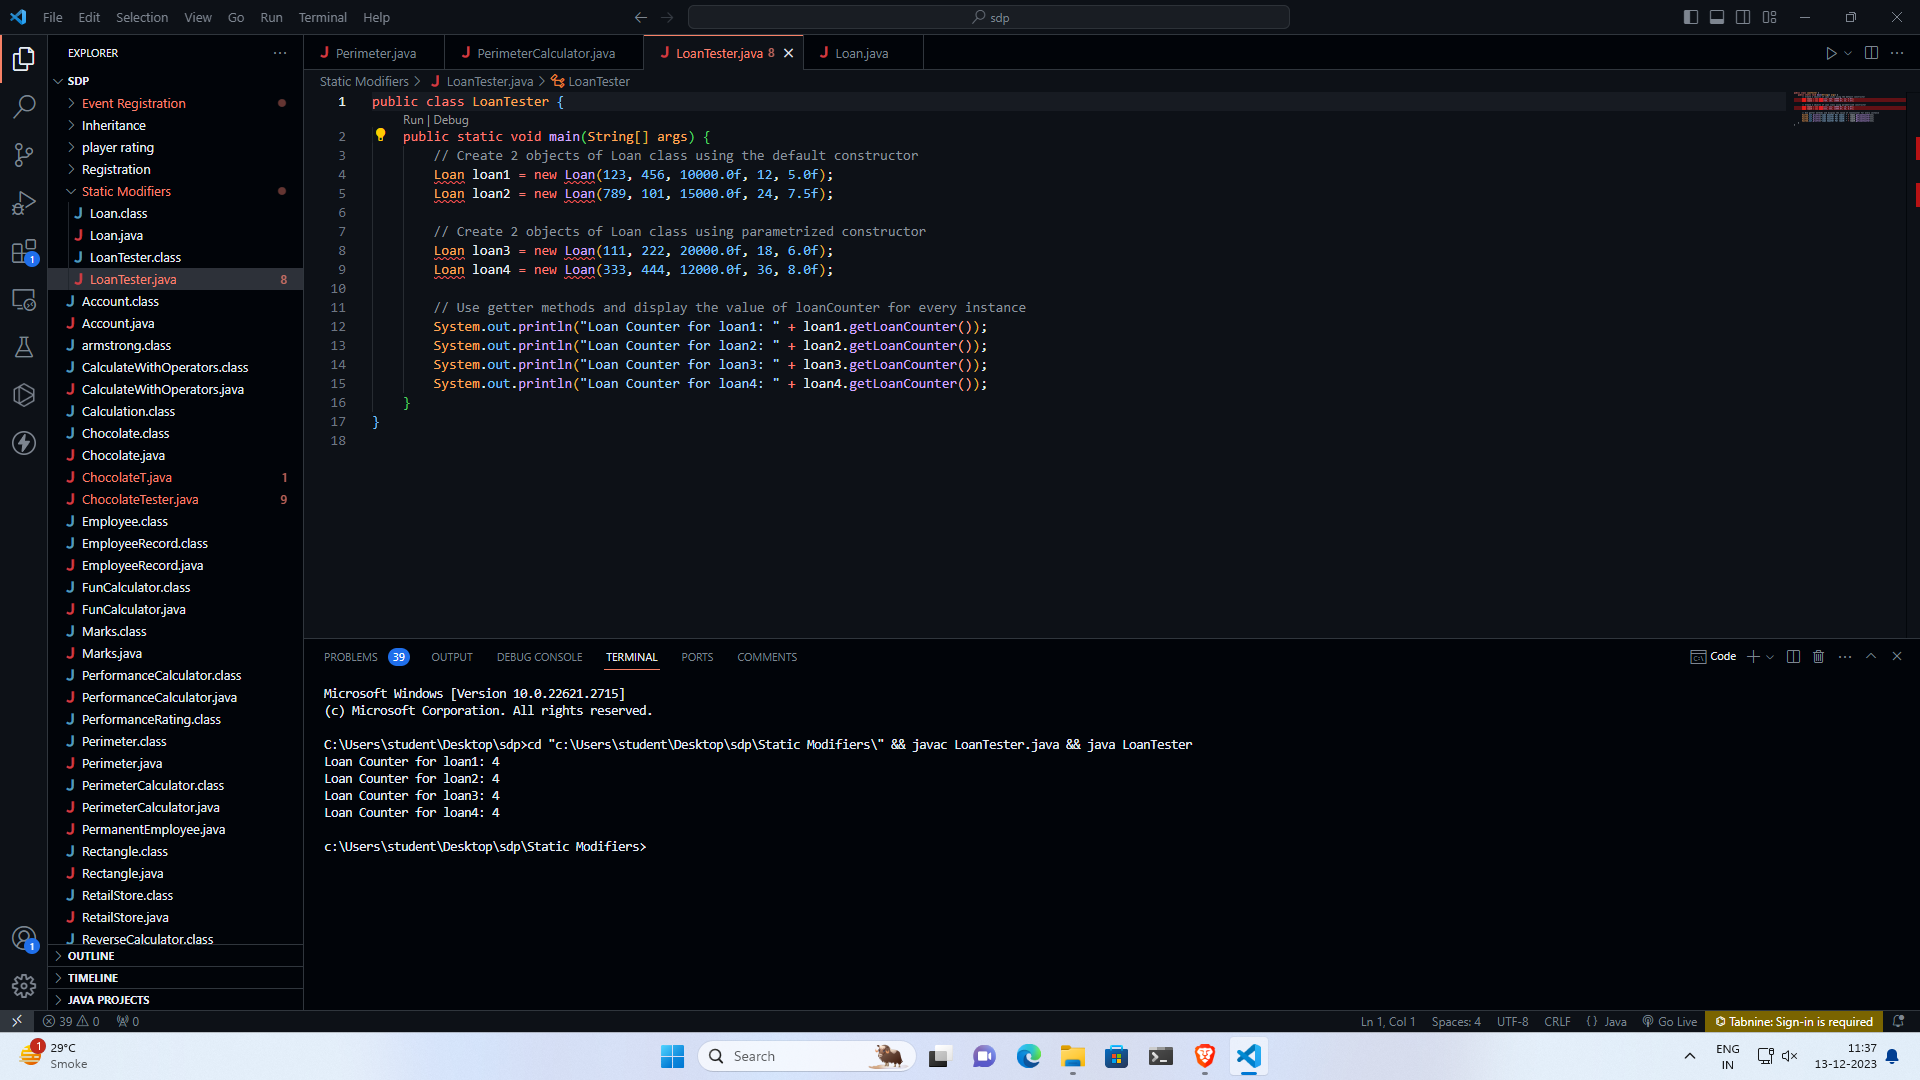 File Edit Selection View Go Run Terminal Help
sdp
EXPLORER
SDP
Event Registration
Inheritance
player rating
Registration
Static Modifiers
Loan.class
Loan.java
LoanTester.class
LoanTester.java 8
Account.class
Account.java
armstrong.class
CalculateWithOperators.class
CalculateWithOperators.java
Calculation.class
Chocolate.class
Chocolate.java
ChocolateT.java 1
ChocolateTester.java 9
Employee.class
EmployeeRecord.class
EmployeeRecord.java
FunCalculator.class
FunCalculator.java
Marks.class
Marks.java
PerformanceCalculator.class
PerformanceCalculator.java
PerformanceRating.class
Perimeter.class
Perimeter.java
PerimeterCalculator.class
PerimeterCalculator.java
PermanentEmployee.java
Rectangle.class
Rectangle.java
RetailStore.class
RetailStore.java
ReverseCalculator.class
OUTLINE
TIMELINE
JAVA PROJECTS
1
1
Perimeter.java PerimeterCalculator.java LoanTester.java 8 Loan.java
Static Modifiers > LoanTester.java > LoanTester
1 public class LoanTester {
Run | Debug
2 public static void main(String[] args) {
3 // Create 2 objects of Loan class using the default constructor
4 Loan loan1 = new Loan(123, 456, 10000.0f, 12, 5.0f);
5 Loan loan2 = new Loan(789, 101, 15000.0f, 24, 7.5f);
6
7 // Create 2 objects of Loan class using parametrized constructor
8 Loan loan3 = new Loan(111, 222, 20000.0f, 18, 6.0f);
9 Loan loan4 = new Loan(333, 444, 12000.0f, 36, 8.0f);
10
11 // Use getter methods and display the value of loanCounter for every instance
12 System.out.println("Loan Counter for loan1: " + loan1.getLoanCounter());
13 System.out.println("Loan Counter for loan2: " + loan2.getLoanCounter());
14 System.out.println("Loan Counter for loan3: " + loan3.getLoanCounter());
15 System.out.println("Loan Counter for loan4: " + loan4.getLoanCounter());
16 }
17 }
18
PROBLEMS 39 OUTPUT DEBUG CONSOLE TERMINAL PORTS COMMENTS
Code
Microsoft Windows [Version 10.0.22621.2715]
(c) Microsoft Corporation. All rights reserved.
C:\Users\student\Desktop\sdp>cd "c:\Users\student\Desktop\sdp\Static Modifiers\" && javac LoanTester.java && java LoanTester
Loan Counter for loan1: 4
Loan Counter for loan2: 4
Loan Counter for loan3: 4
Loan Counter for loan4: 4
c:\Users\student\Desktop\sdp\Static Modifiers>
39 0 0
Ln 1, Col 1 Spaces: 4 UTF-8 CRLF {} Java Go Live Tabnine: Sign-in is required
1
29°C
Smoke
Search
ENG
IN
11:37
13-12-2023